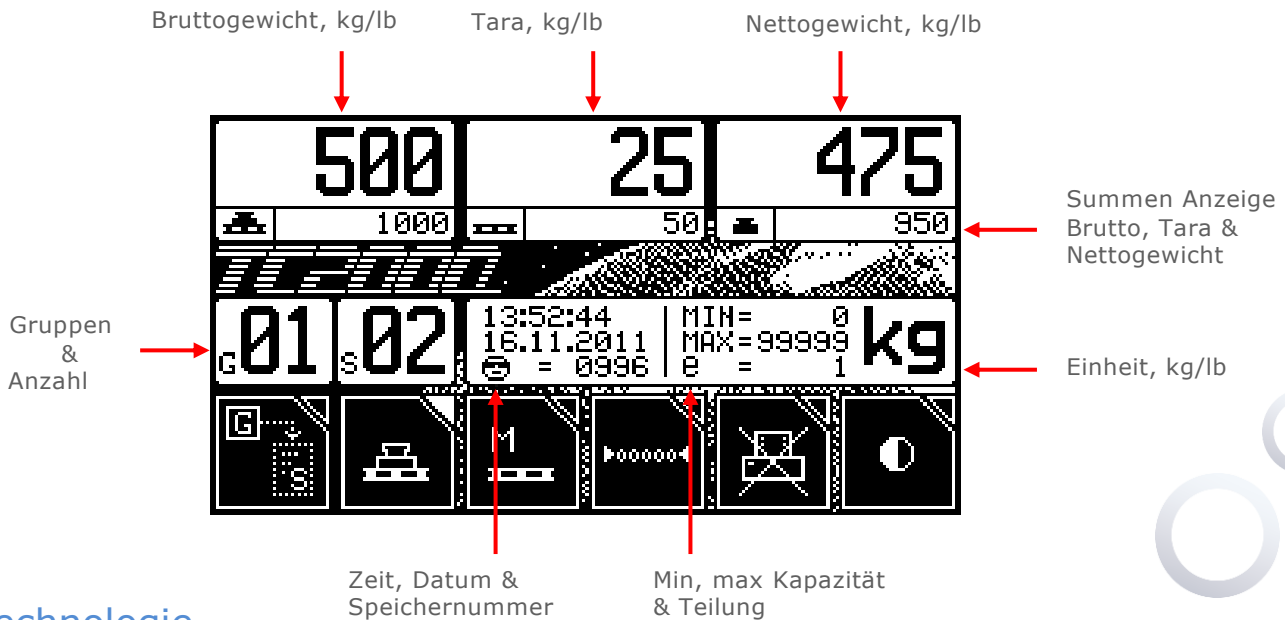 Bruttogewicht, kg/lb
Tara, kg/lb
Nettogewicht, kg/lb
500
25
475
1000
50
950
Summen Anzeige
Brutto, Tara &
Nettogewicht
Gruppen
&
Anzahl
G01
S02
13:52:44
16.11.2011
= 0996
MIN= 0
MAX=99999
e = 1
kg
Einheit, kg/lb
G
S
M
Zeit, Datum &
Speichernummer
Min, max Kapazität
& Teilung